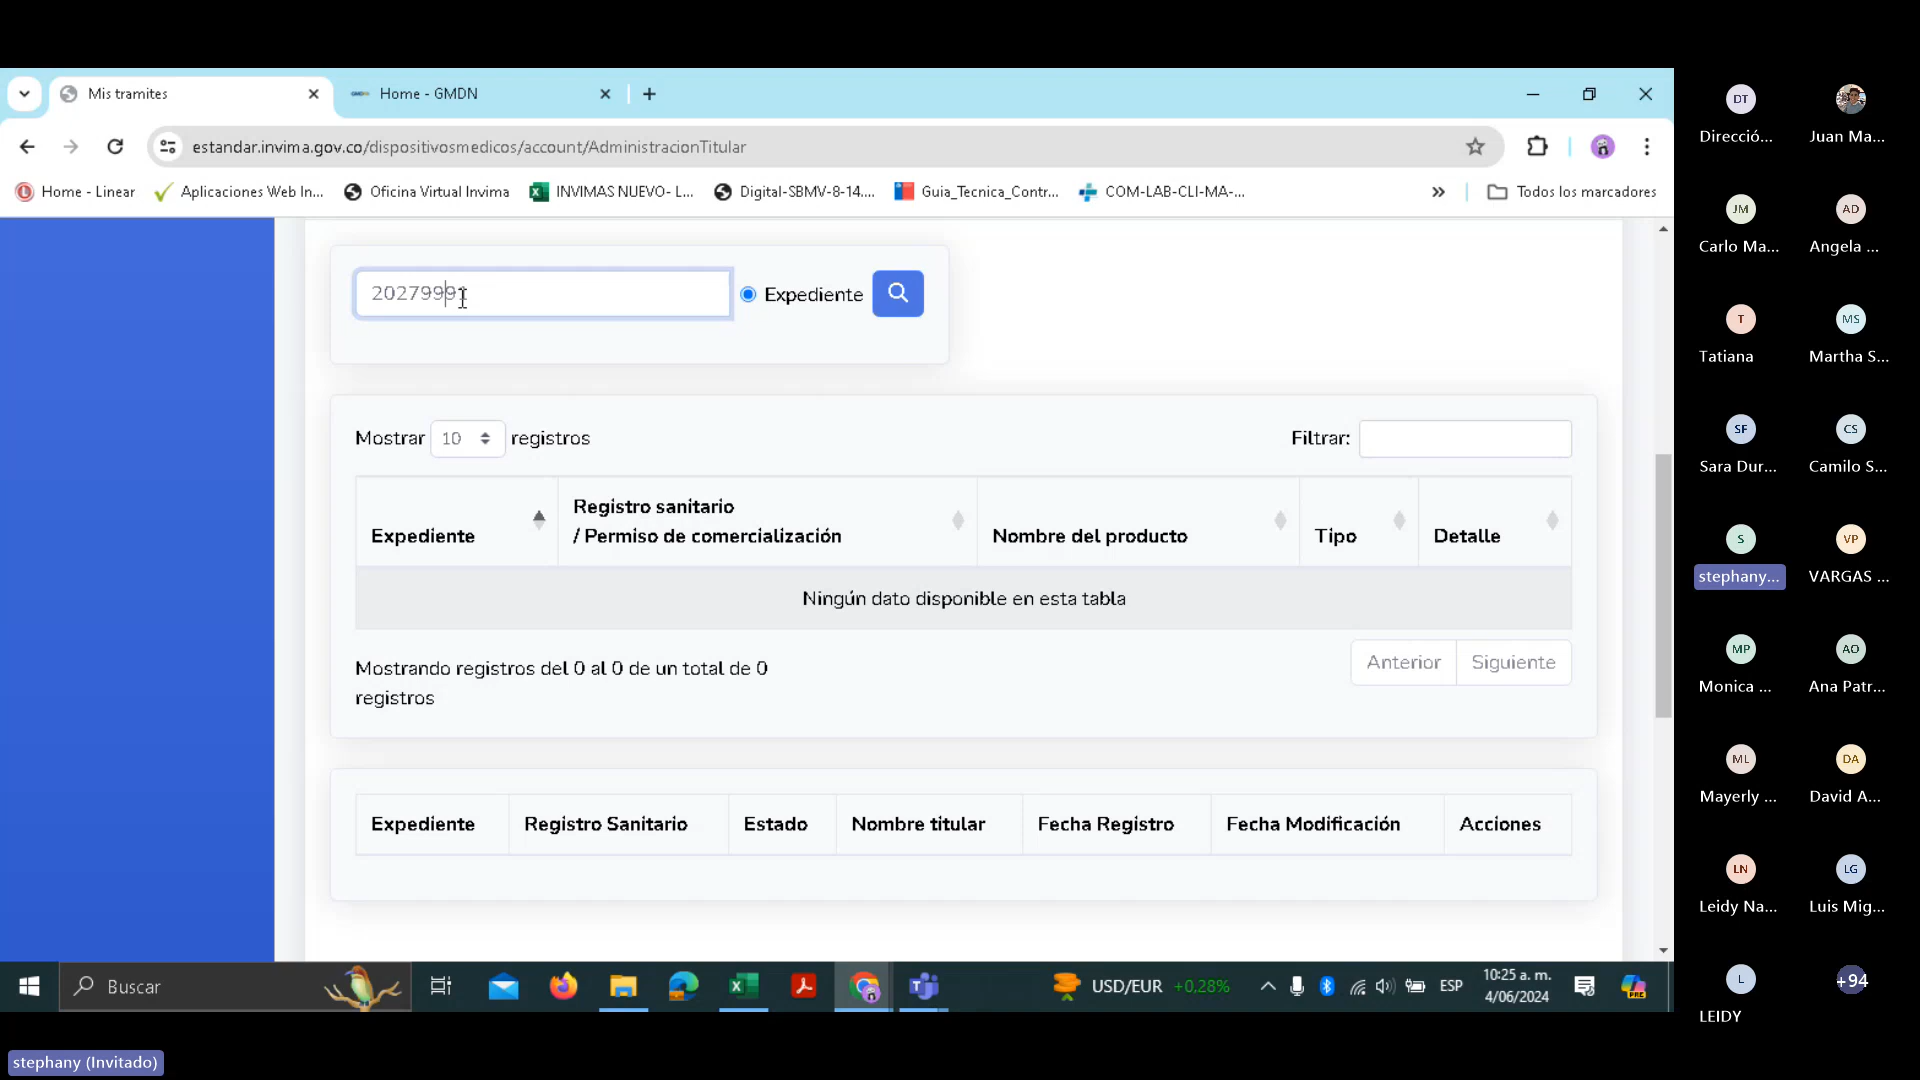 Mis tramites
Home - GMDN
estandar.invima.gov.co/dispositivosmedicos/account/AdministracionTitular
Home - Linear
Aplicaciones Web In...
Oficina Virtual Invima
INVIMAS NUEVO- L...
Digital-SBMV-8-14....
Guia_Tecnica_Contr...
COM-LAB-CLI-MA-...
Todos los marcadores
Expediente
Mostrar 10 registros
Filtrar:
Expediente
Registro sanitario
/ Permiso de comercialización
Nombre del producto
Tipo
Detalle
Ningún dato disponible en esta tabla
Mostrando registros del 0 al 0 de un total de 0
registros
Anterior
Siguiente
Expediente
Registro Sanitario
Estado
Nombre titular
Fecha Registro
Fecha Modificación
Acciones
Buscar
USD/EUR +0,28%
ESP
10:25 a. m.
4/06/2024
PRE
DT
Direcció...
Juan Ma...
JM
Carlo Ma...
AD
Angela ...
T
Tatiana
MS
Martha S...
SF
Sara Dur...
CS
Camilo S...
S
stephany...
VP
VARGAS ...
MP
Monica ...
AO
Ana Patr...
ML
Mayerly ...
DA
David A...
LN
Leidy Na...
LG
Luis Mig...
L
LEIDY
+94
stephany (Invitado)